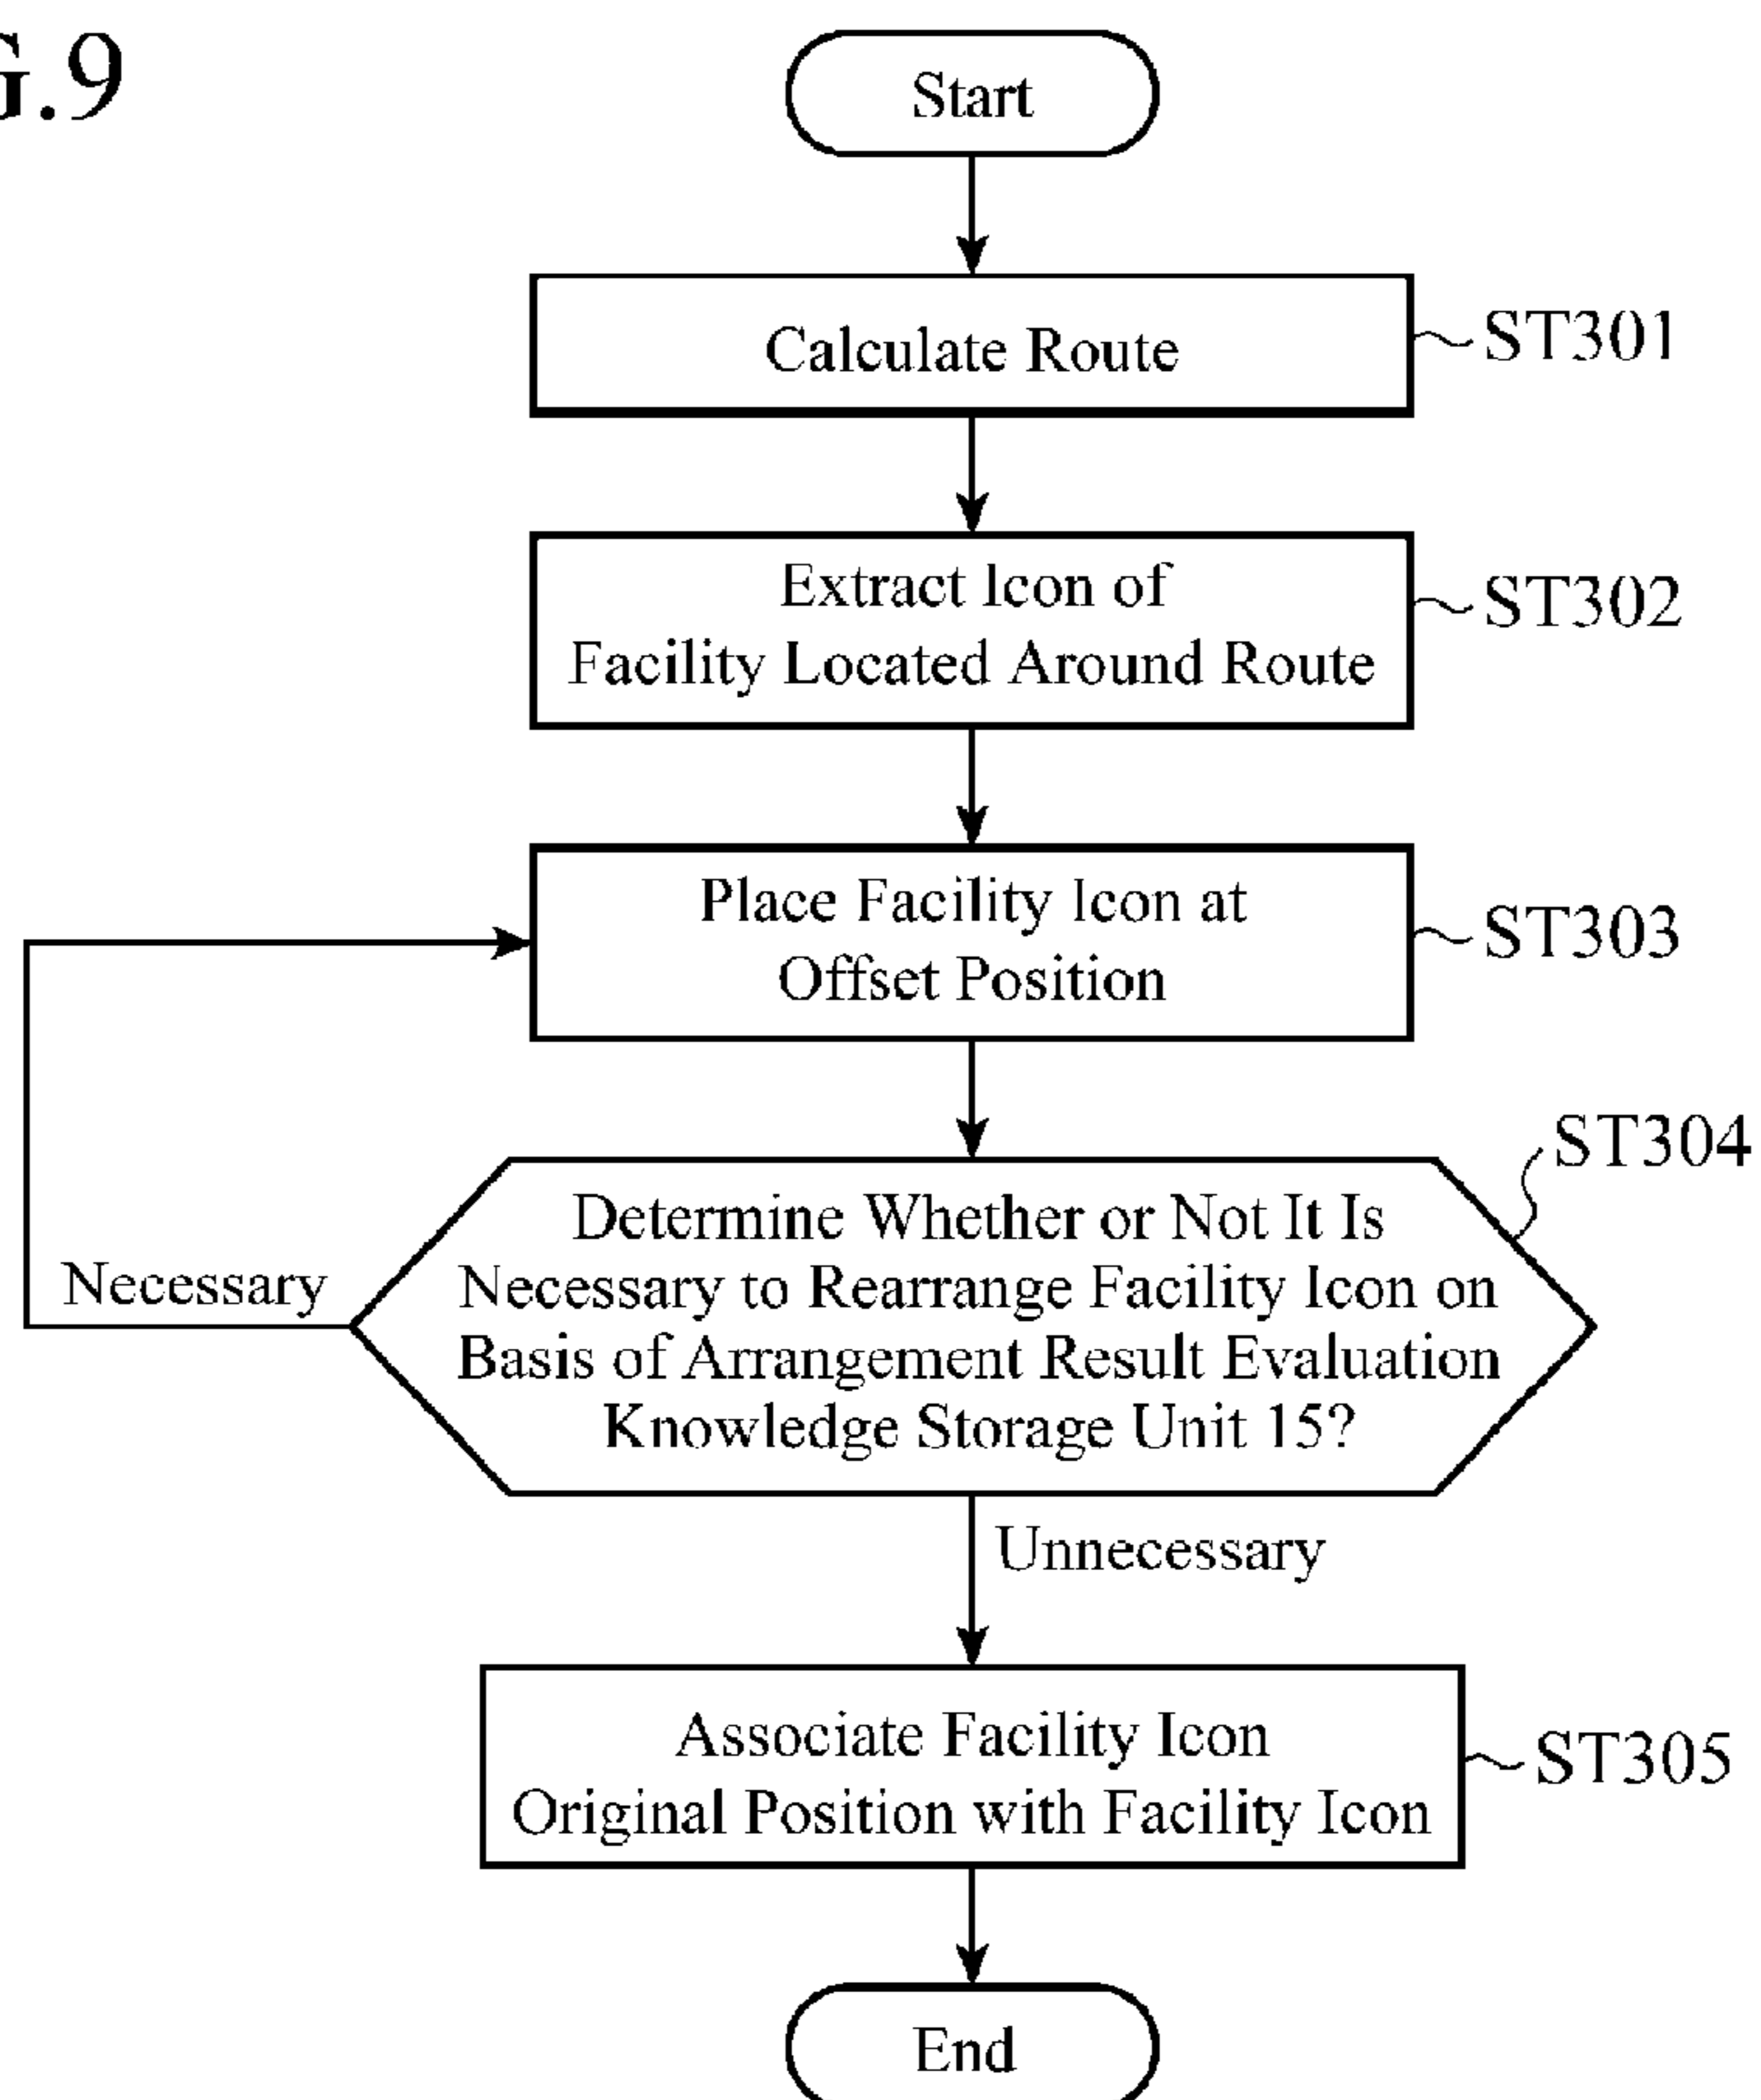 G.9
Start
Calculate Route
ST301
Extract Icon of
Facility Located Around Route
ST302
Place Facility Icon at
Offset Position
ST303
ST304
Determine Whether or Not It Is
Necessary to Rearrange Facility Icon on
Basis of Arrangement Result Evaluation
Knowledge Storage Unit 15?
Necessary
Unnecessary
Associate Facility Icon
Original Position with Facility Icon
ST305
End